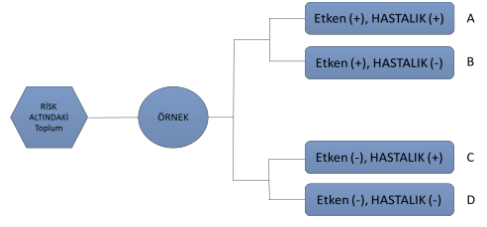 Etken (+), HASTALIK (+) A
Etken (+), HASTALIK (-) B
RİSK
ALTINDAKİ
Toplum
ÖRNEK
Etken (-), HASTALIK (+) C
Etken (-), HASTALIK (-) D